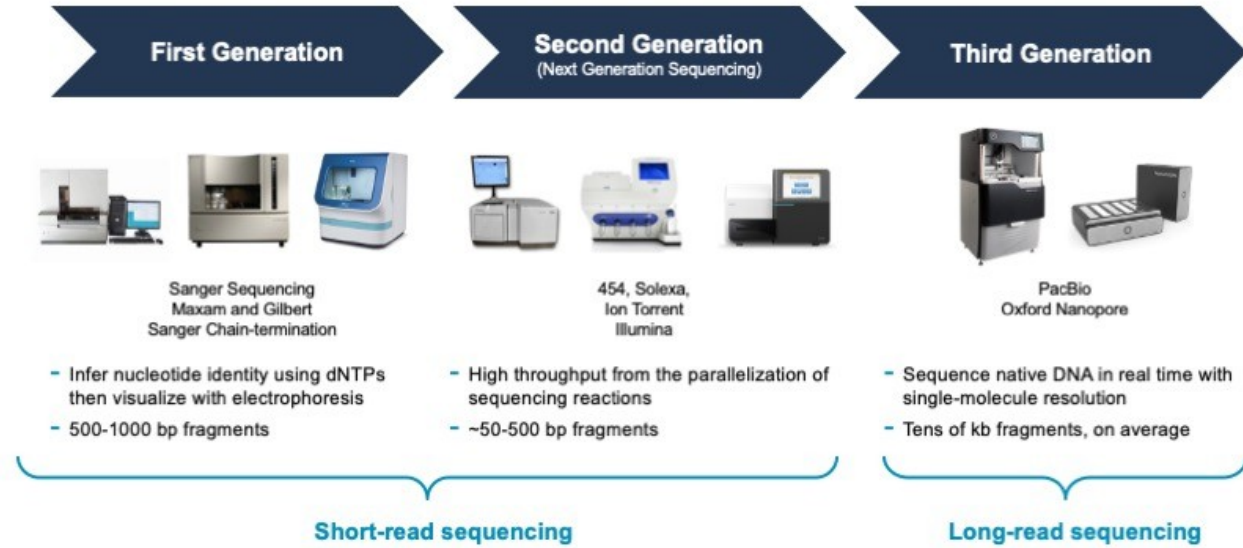 First Generation
Second Generation
(Next Generation Sequencing)
Third Generation
Sanger Sequencing
Maxam and Gilbert
Sanger Chain-termination
454, Solexa,
Ion Torrent
Illumina
PacBio
Oxford Nanopore
- Infer nucleotide identity using dNTPs
then visualize with electrophoresis
- 500-1000 bp fragments
- High throughput from the parallelization of
sequencing reactions
- ~50-500 bp fragments
- Sequence native DNA in real time with
single-molecule resolution
- Tens of kb fragments, on average
Short-read sequencing
Long-read sequencing